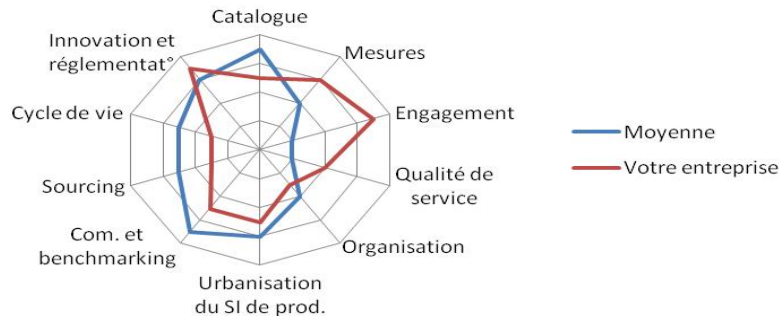 Catalogue
Innovation et
réglementat°
Mesures
Cycle de vie
Engagement
Moyenne
Votre entreprise
Sourcing
Qualité de
service
Com. et
benchmarking
Organisation
Urbanisation
du SI de prod.